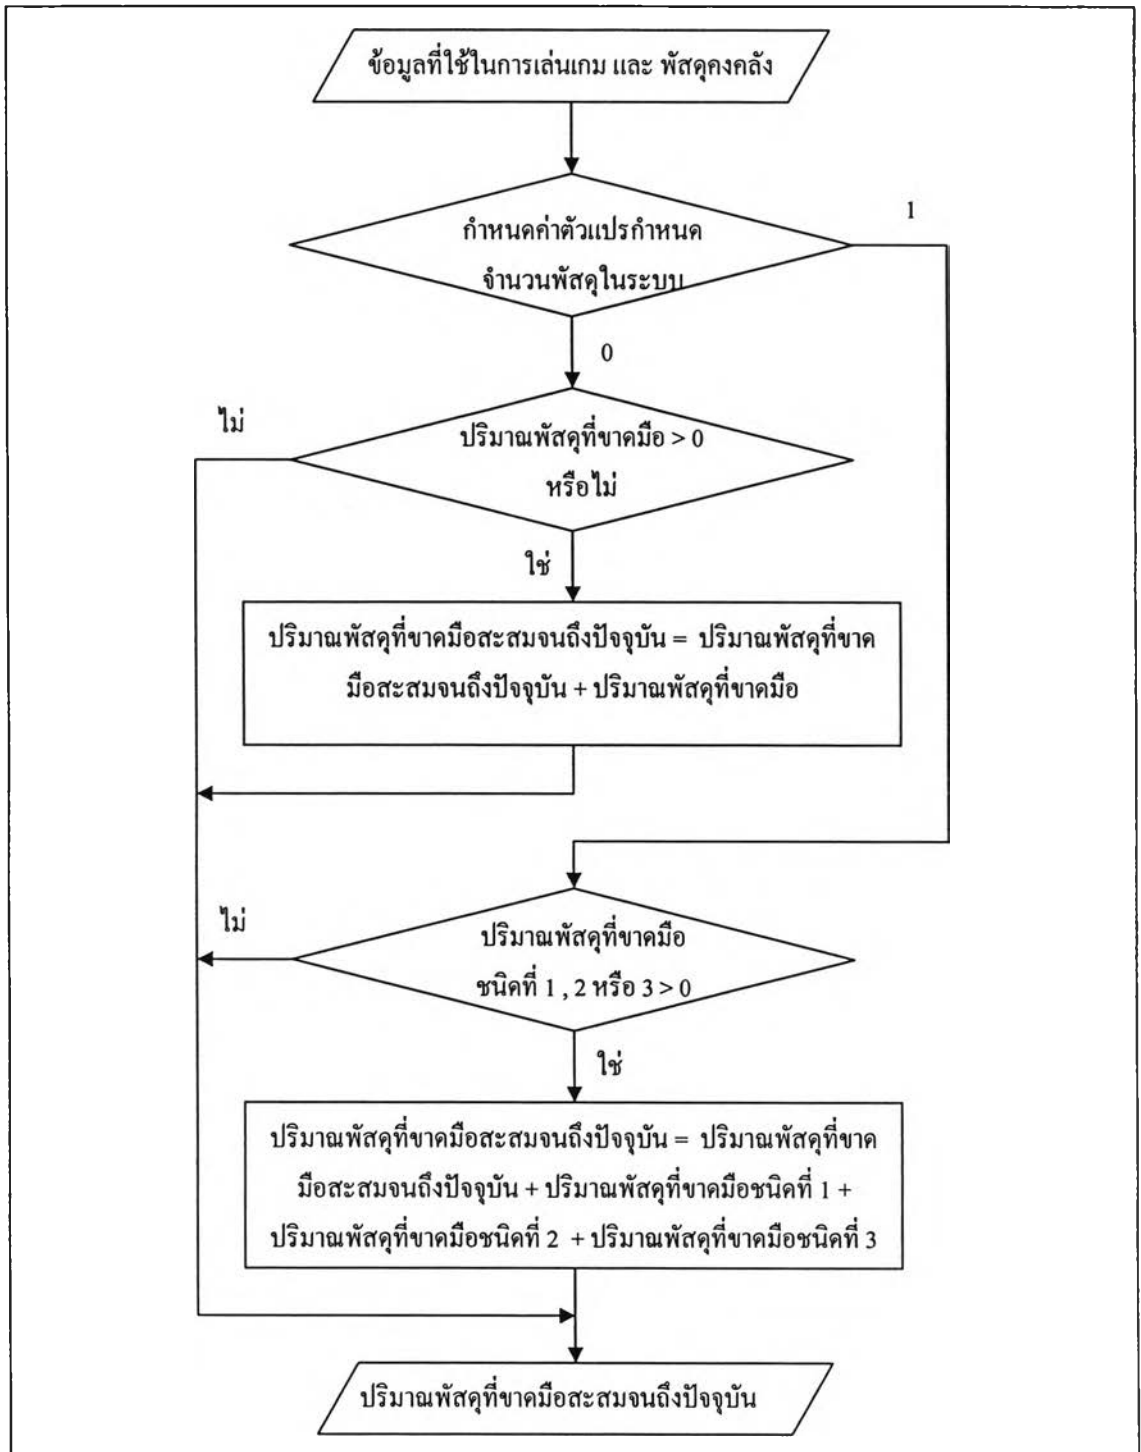 ข้อมูลที่ใช้ในการเล่นเกม และ พัสดุคงคลัง
1
กำหนดค่าตัวแปรกำหนด
จำนวนพัสดุในระบบ
0
ไม่
ปริมาณพัสดุที่ขาดมือ > 0
หรือไม่
ใช่
ปริมาณพัสดุที่ขาดมือสะสมจนถึงปัจจุบัน = ปริมาณพัสดุที่ขาด
มือสะสมจนถึงปัจจุบัน + ปริมาณพัสดุที่ขาดมือ
ไม่
ปริมาณพัสดุที่ขาดมือ
ชนิดที่ 1 , 2 หรือ 3 > 0
ใช่
ปริมาณพัสดุที่ขาดมือสะสมจนถึงปัจจุบัน = ปริมาณพัสดุที่ขาด
มือสะสมจนถึงปัจจุบัน + ปริมาณพัสดุที่ขาดมือชนิดที่ 1 +
ปริมาณพัสดุที่ขาดมือชนิดที่ 2 + ปริมาณพัสดุที่ขาดมือชนิดที่ 3
ปริมาณพัสดุที่ขาดมือสะสมจนถึงปัจจุบัน